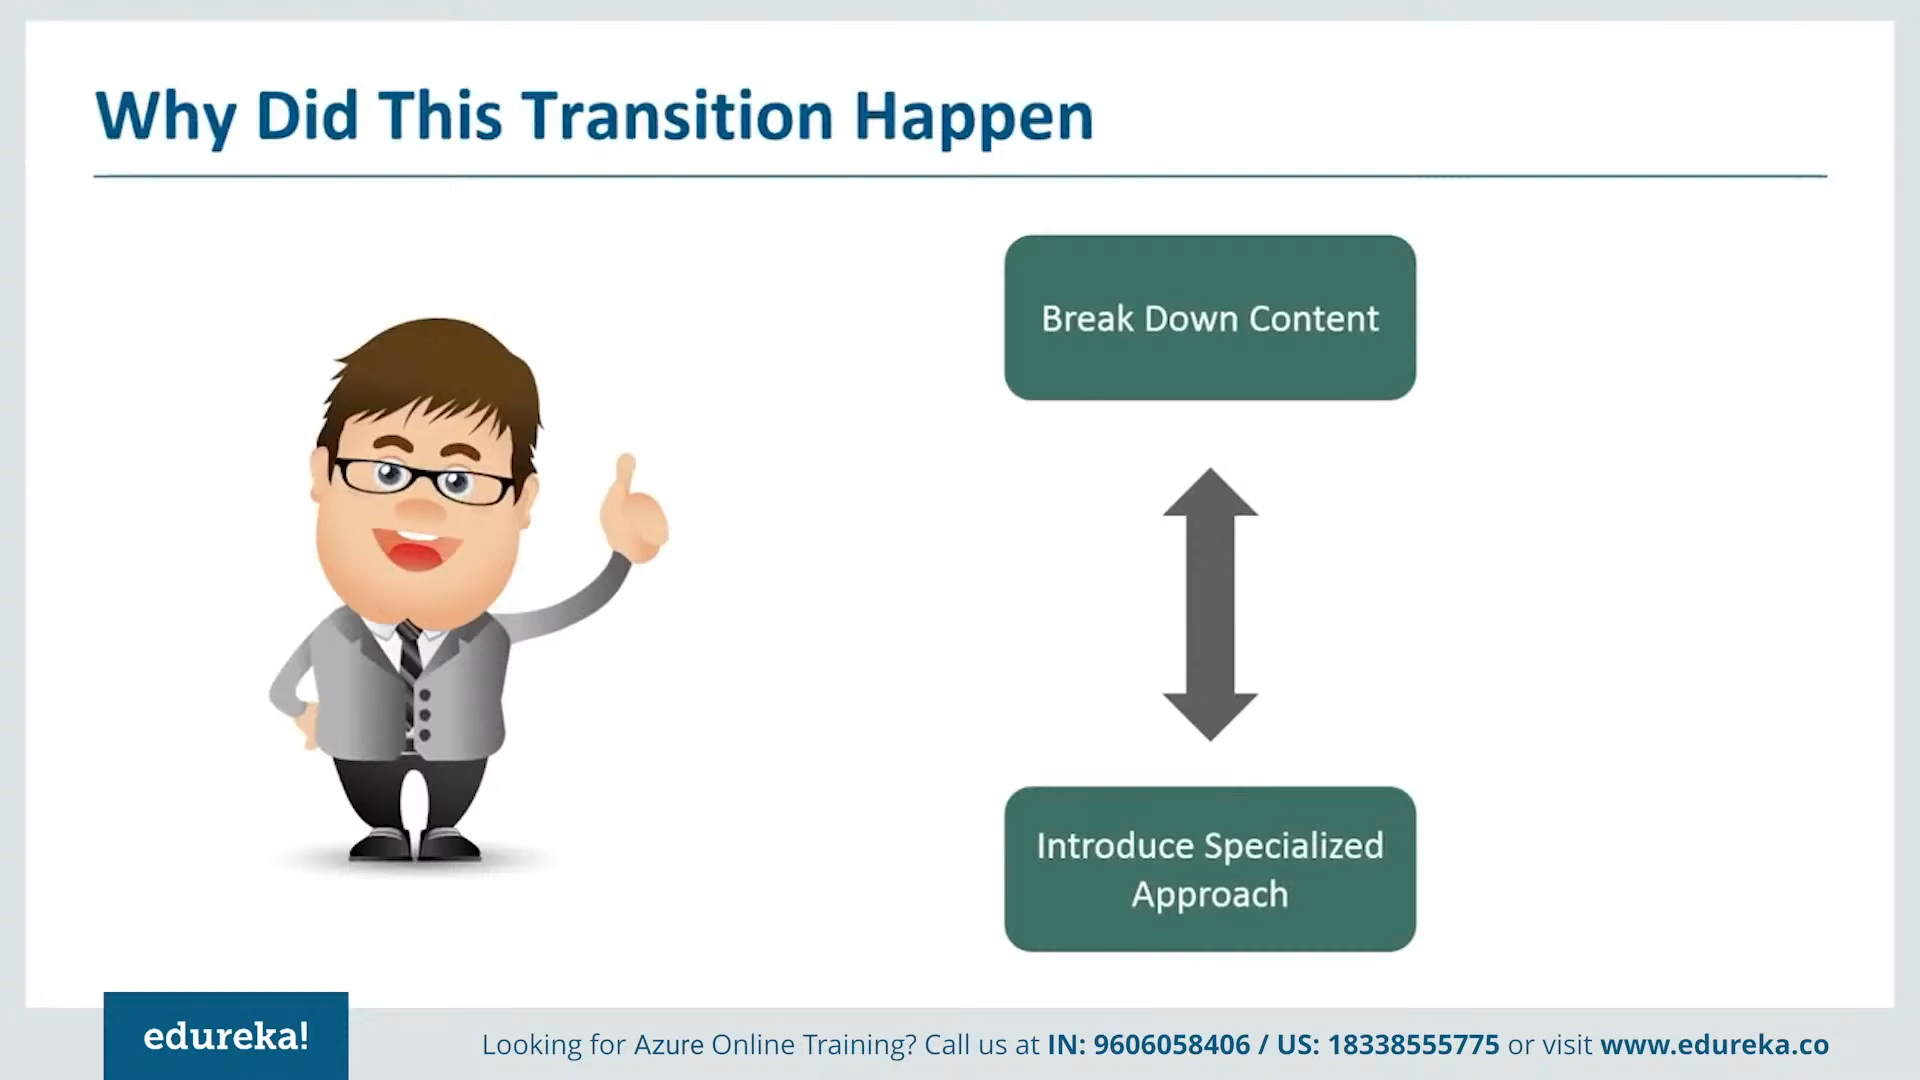 Why Did This Transition Happen
Break Down Content
Introduce Specialized
Approach
edureka!
Looking for Azure Online Training? Call us at IN: 9606058406 / US: 18338555775 or visit www.edureka.co